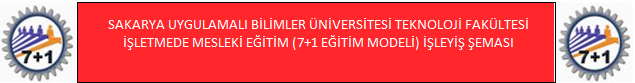 7+1
SAKARYA UYGULAMALI BİLİMLER ÜNİVERSİTESİ TEKNOLOJİ FAKÜLTESİ
İŞLETMEDE MESLEKİ EĞİTİM (7+1 EĞİTİM MODELİ) İŞLEYİŞ ŞEMASI
7+1